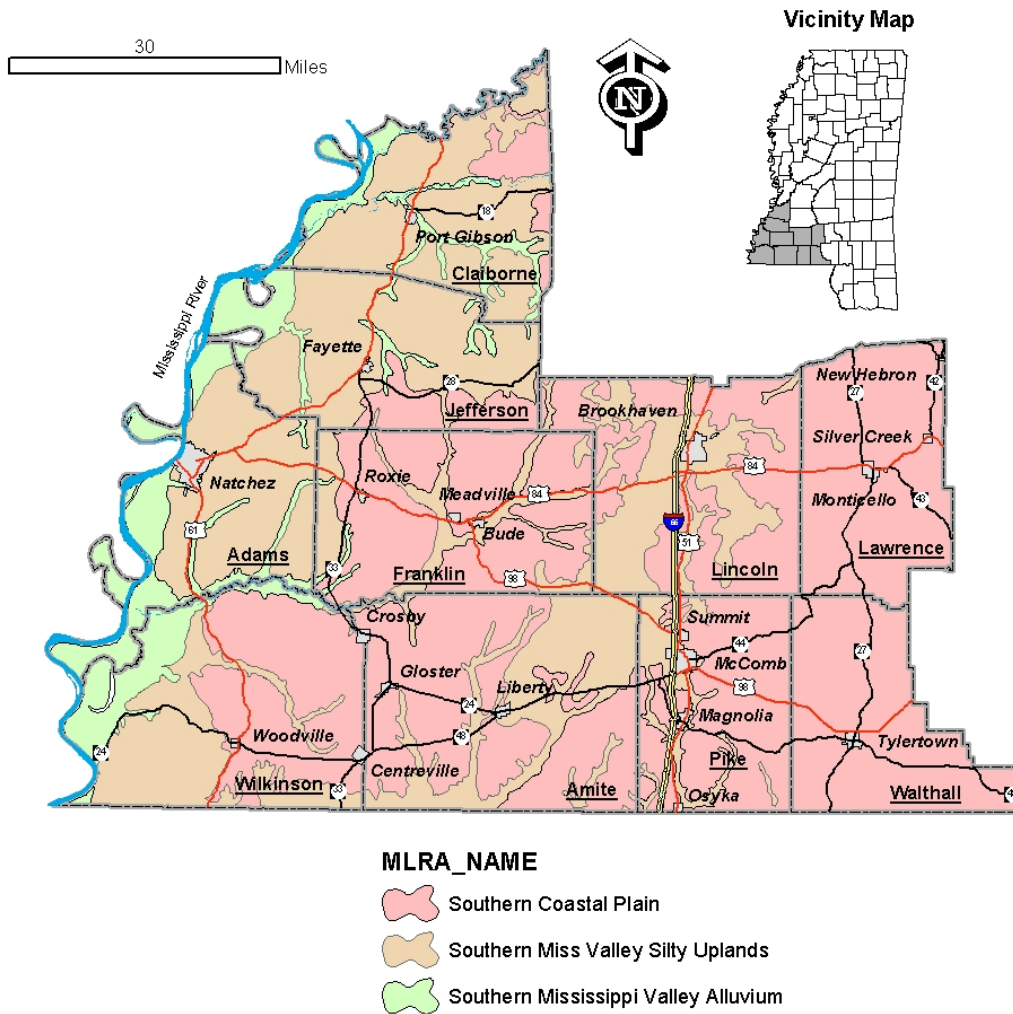 Vicinity Map
30
Miles
N
Mississippi River
18
Port Gibson
Claiborne
Fayette
28
Jefferson
Brookhaven
New Hebron
27
42
Silver Creek
84
Monticello
43
Lawrence
Natchez
61
Adams
Roxie
Meadville
84
Bude
33
Franklin
98
55
51
Lincoln
Crosby
Summit
44
McComb
27
Gloster
Liberty
24
98
Magnolia
48
Woodville
Centreville
Pike
Tylertown
24
Wilkinson
33
Amite
Osyka
Walthall
MLRA_NAME
Southern Coastal Plain
Southern Miss Valley Silty Uplands
Southern Mississippi Valley Alluvium